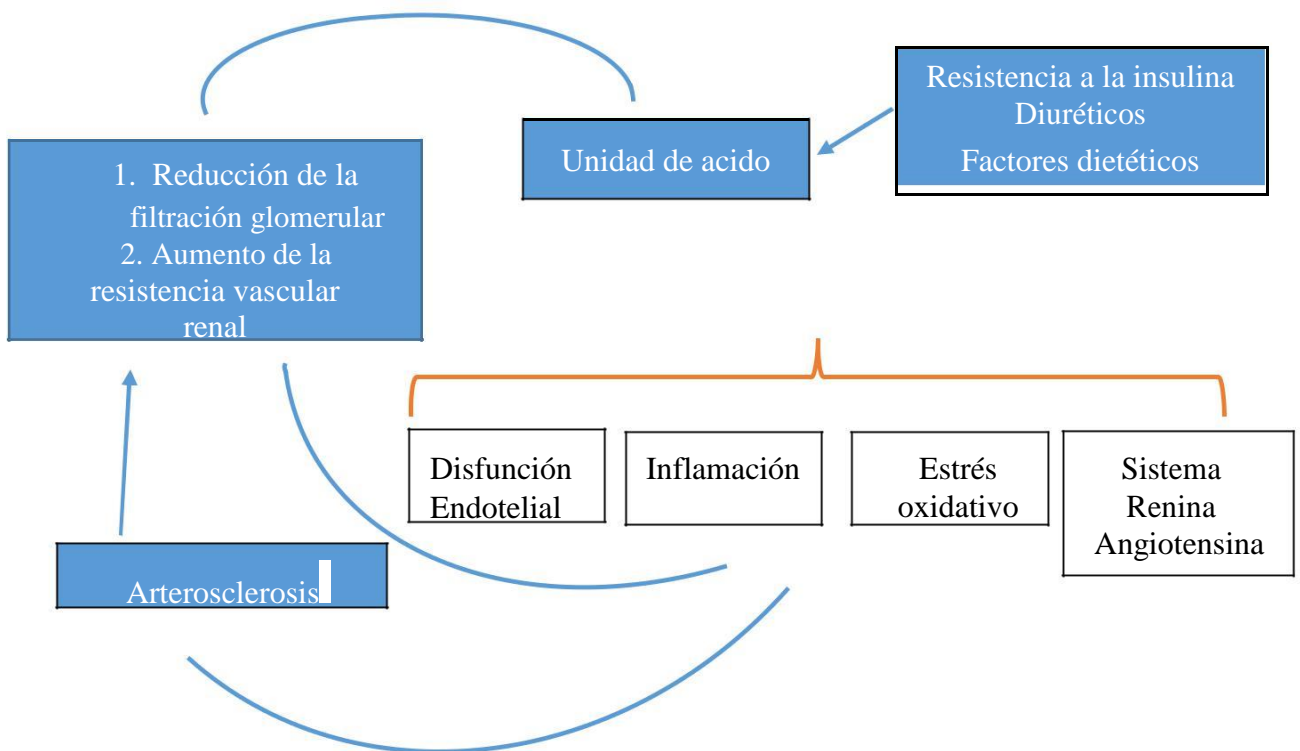 Resistencia a la insulina
Diuréticos
Factores dietéticos
Unidad de acido
1. Reducción de la
filtración glomerular
2. Aumento de la
resistencia vascular
renal
Disfunción
Endotelial
Inflamación
Estrés
oxidativo
Sistema
Renina
Angiotensina
Arterosclerosis